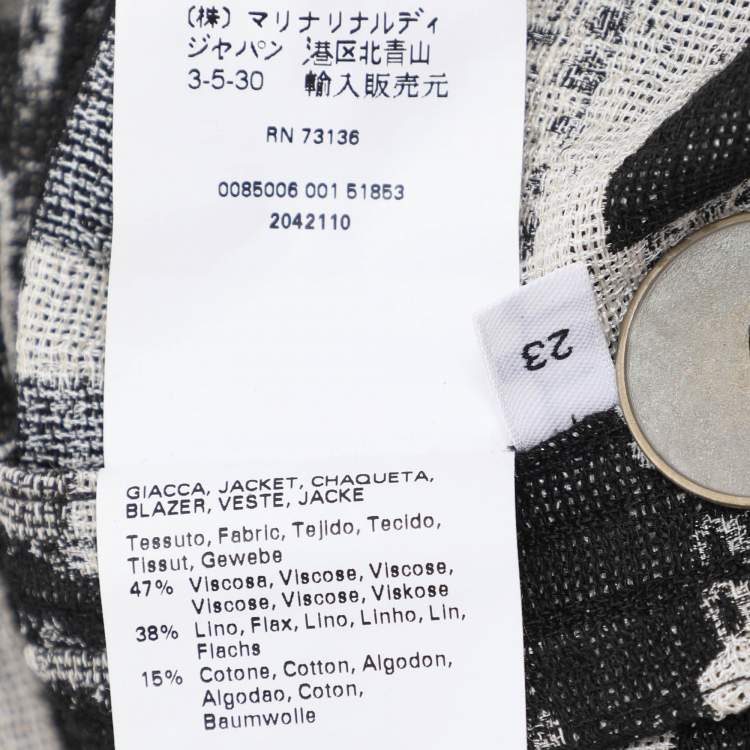 (株) マリナリナルディ
ジャパン 港区北青山
3-5-30 輸入販売元
RN 73136
0085006 001 51853
2042110
23
GIACCA, JACKET, CHAQUETA,
BLAZER, VESTE, JACKE
Tessuto, Fabric, Tejido, Tecido,
Tissut, Gewebe
47% Viscosa, Viscose, Viscose,
Viscose, Viscose, Viskose
38% Lino, Flax, Lino, Linho, Lin,
Flachs
15% Cotone, Cotton, Algodon,
Algodao, Coton,
Baumwolle